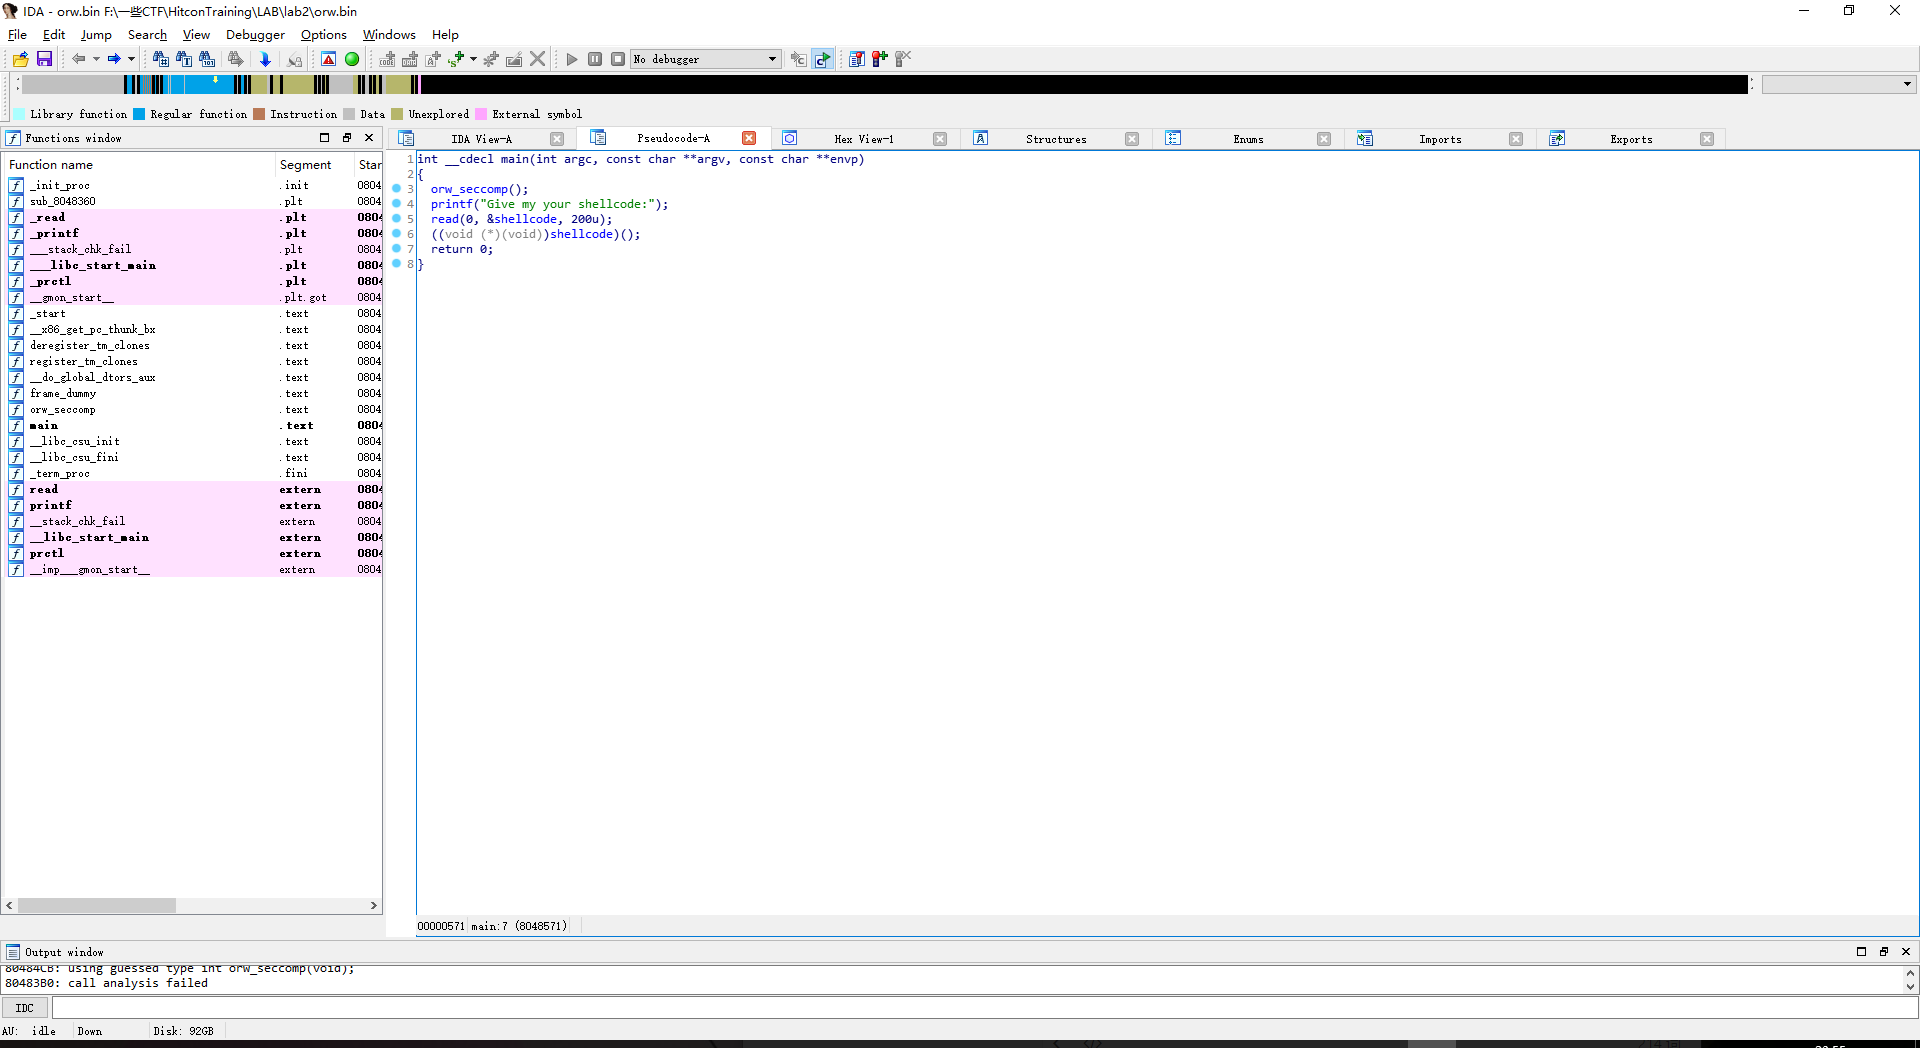 IDA - orw.bin F:\一些CTF\HitconTraining\LAB\lab2\orw.bin
File Edit Jump Search View Debugger Options Windows Help
No debugger
Library function Regular function Instruction Data Unexplored External symbol
Functions window
IDA View-A Pseudocode-A Hex View-1 Structures Enums Imports Exports
Function name Segment Star
_init_proc .init 0804
sub_8048360 .plt 0804
_read .plt 0804
_printf .plt 0804
___stack_chk_fail .plt 0804
___libc_start_main .plt 0804
_prctl .plt 0804
__gmon_start__ .plt.got 0804
_start .text 0804
__x86_get_pc_thunk_bx .text 0804
deregister_tm_clones .text 0804
register_tm_clones .text 0804
__do_global_dtors_aux .text 0804
frame_dummy .text 0804
orw_seccomp .text 0804
main .text 0804
__libc_csu_init .text 0804
__libc_csu_fini .text 0804
_term_proc .fini 0804
read extern 0804
printf extern 0804
__stack_chk_fail extern 0804
__libc_start_main extern 0804
prctl extern 0804
__imp___gmon_start__ extern 0804
1 int __cdecl main(int argc, const char **argv, const char **envp)
2 {
3 orw_seccomp();
4 printf("Give my your shellcode:");
5 read(0, &shellcode, 200u);
6 ((void (*)(void))shellcode)();
7 return 0;
8 }
00000571 main:7 (8048571)
Output window
80484CB: using guessed type int orw_seccomp(void);
80483B0: call analysis failed
IDC
AU: idle Down Disk: 92GB